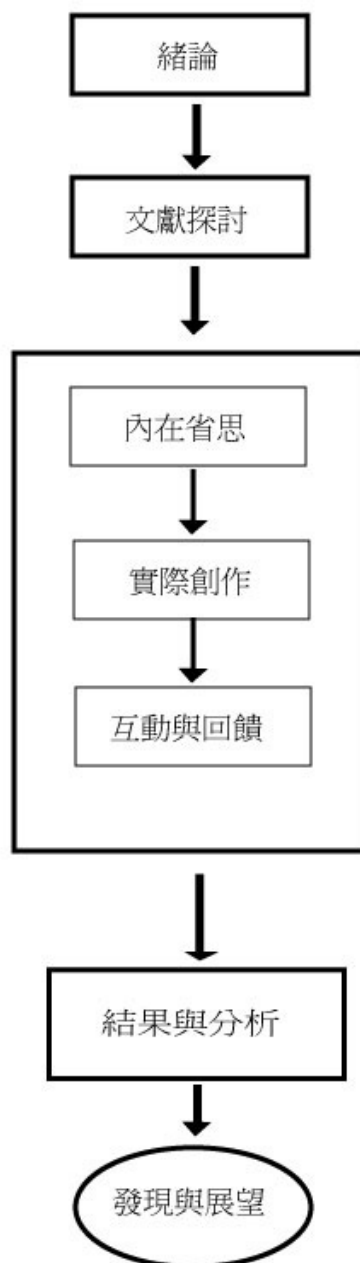 緒論
文獻探討
內在省思
實際創作
互動與回饋
結果與分析
發現與展望